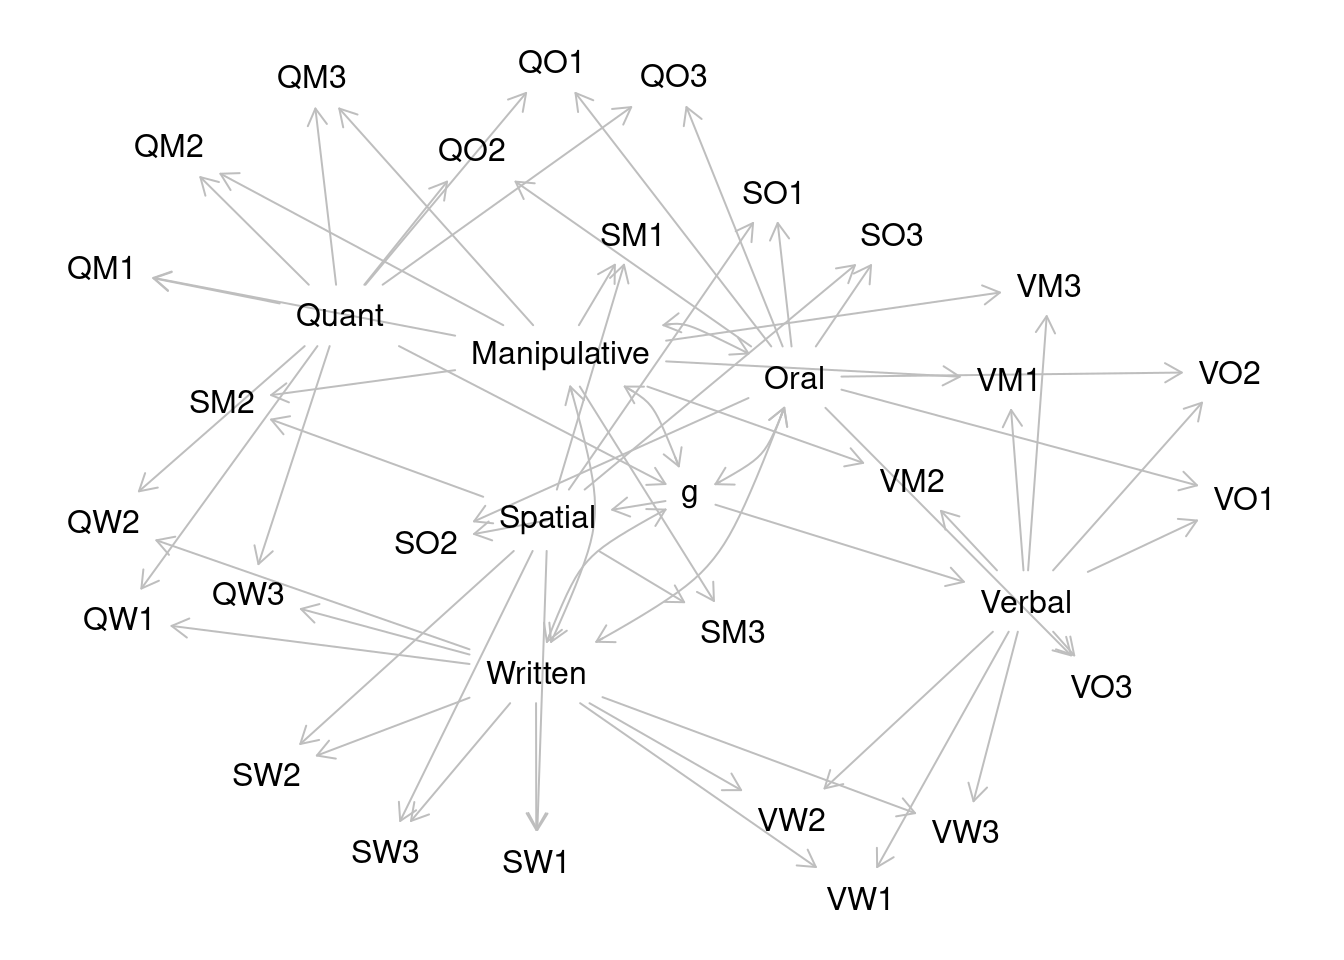 QO1
QM3
QO3
QM2
QO2
SO1
SM1
SO3
QM1
VM3
Quant
Manipulative
Oral
VM1
VO2
SM2
VM2
g
VO1
Spatial
QW2
SO2
QW3
Verbal
QW1
SM3
Written
VO3
SW2
VW2
VW3
SW3
SW1
VW1